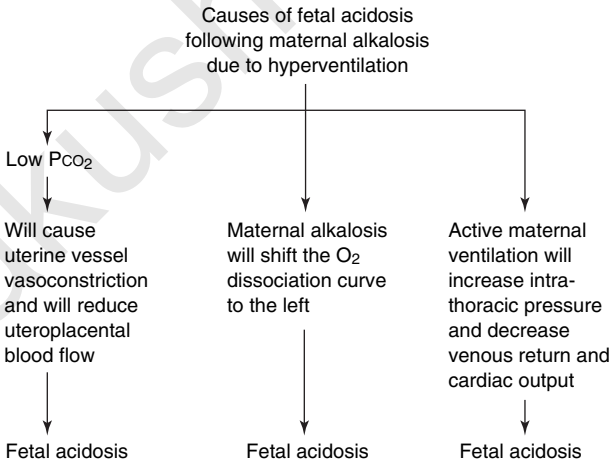 Causes of fetal acidosis
following maternal alkalosis
due to hyperventilation
Low PCO2
Will cause
uterine vessel
vasoconstriction
and will reduce
uteroplacental
blood flow
Fetal acidosis
Maternal alkalosis
will shift the O2
dissociation curve
to the left
Fetal acidosis
Active maternal
ventilation will
increase intra-
thoracic pressure
and decrease
venous return and
cardiac output
Fetal acidosis